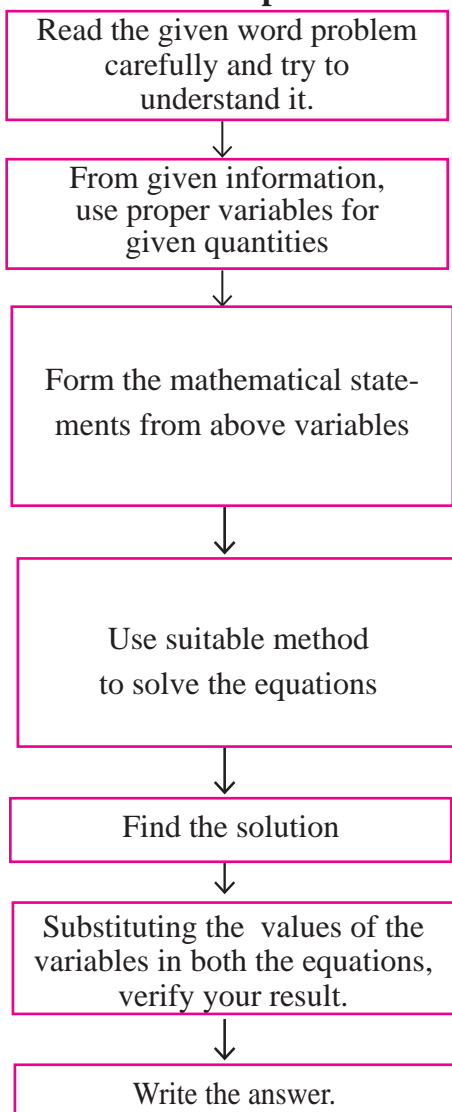 Read the given word problem
carefully and try to
understand it.
From given information,
use proper variables for
given quantities
Form the mathematical state-
ments from above variables
Use suitable method
to solve the equations
Find the solution
Substituting the values of the
variables in both the equations,
verify your result.
Write the answer.